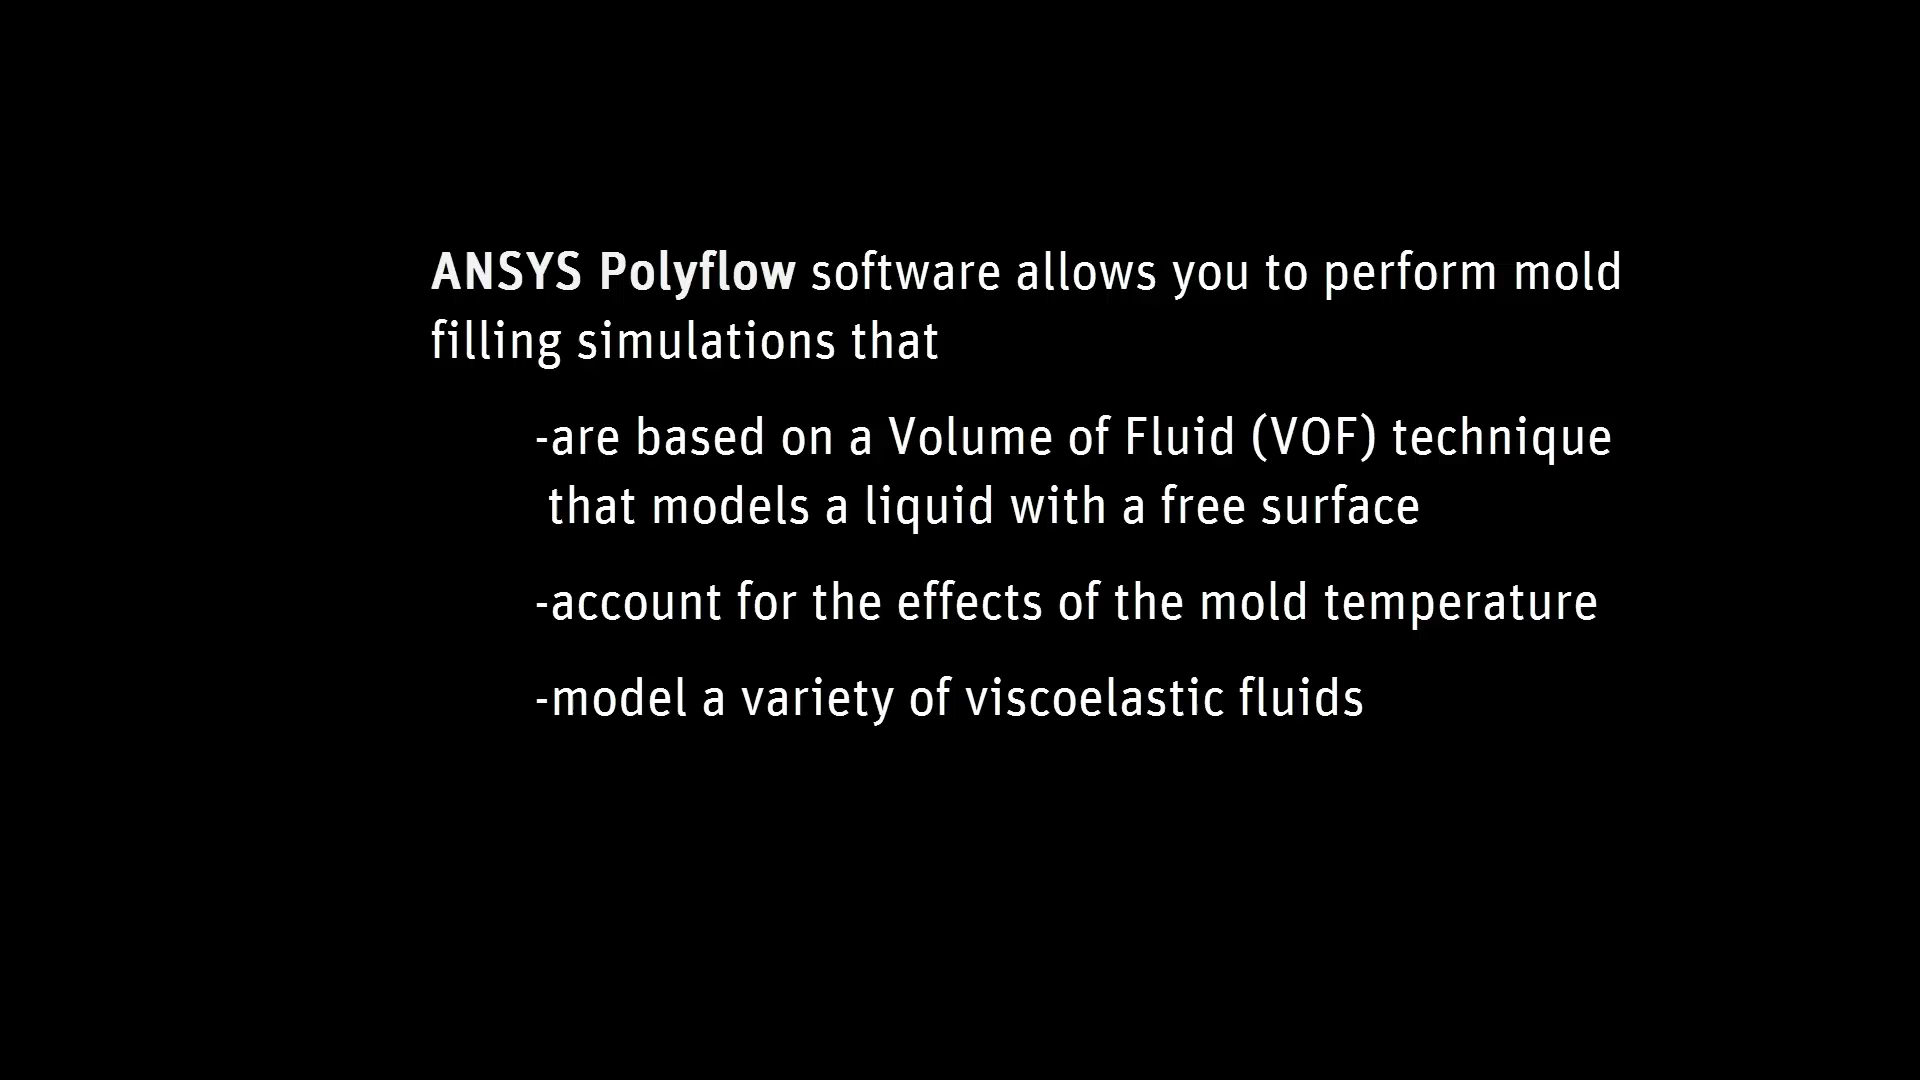 ANSYS Polyflow software allows you to perform mold
filling simulations that
-are based on a Volume of Fluid (VOF) technique
that models a liquid with a free surface
-account for the effects of the mold temperature
-model a variety of viscoelastic fluids